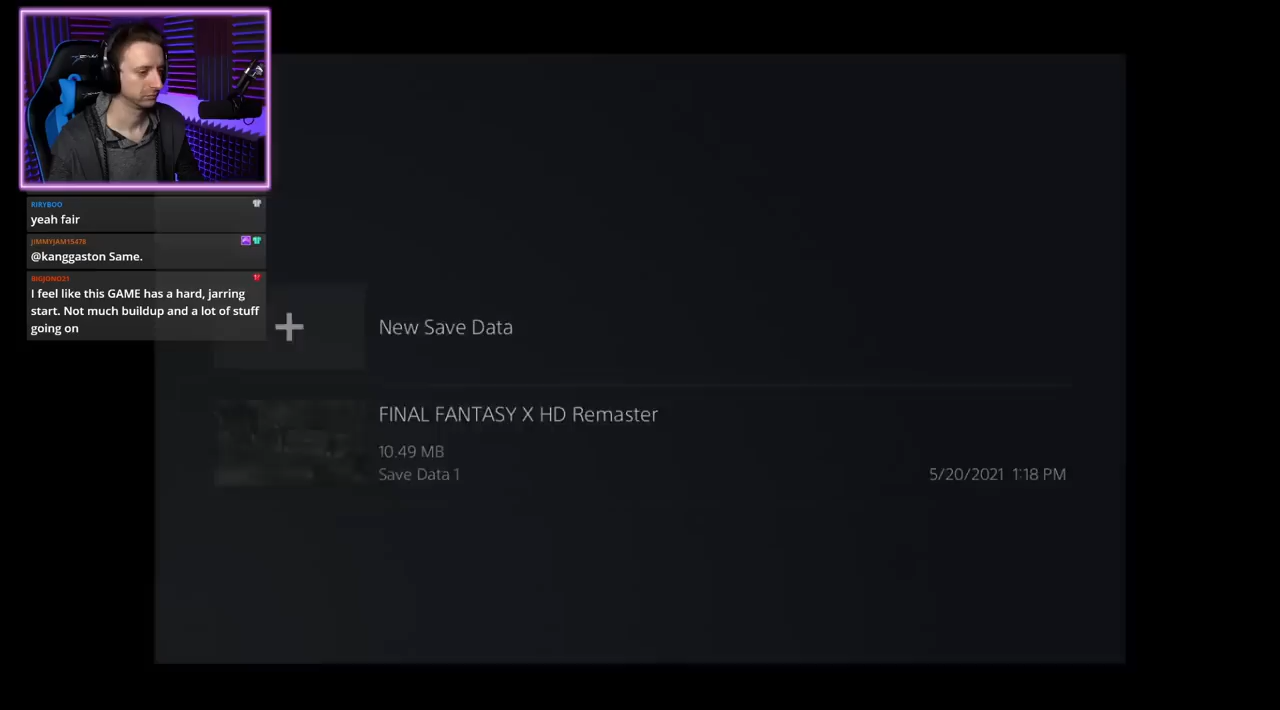 RIRYBOO
yeah fair
JIMMYJAM15478
@kanggaston Same.
BIGJONO21
I feel like this GAME has a hard, jarring
start. Not much buildup and a lot of stuff
going on
New Save Data
FINAL FANTASY X HD Remaster
10.49 MB
Save Data 1
5/20/2021 1:18 PM